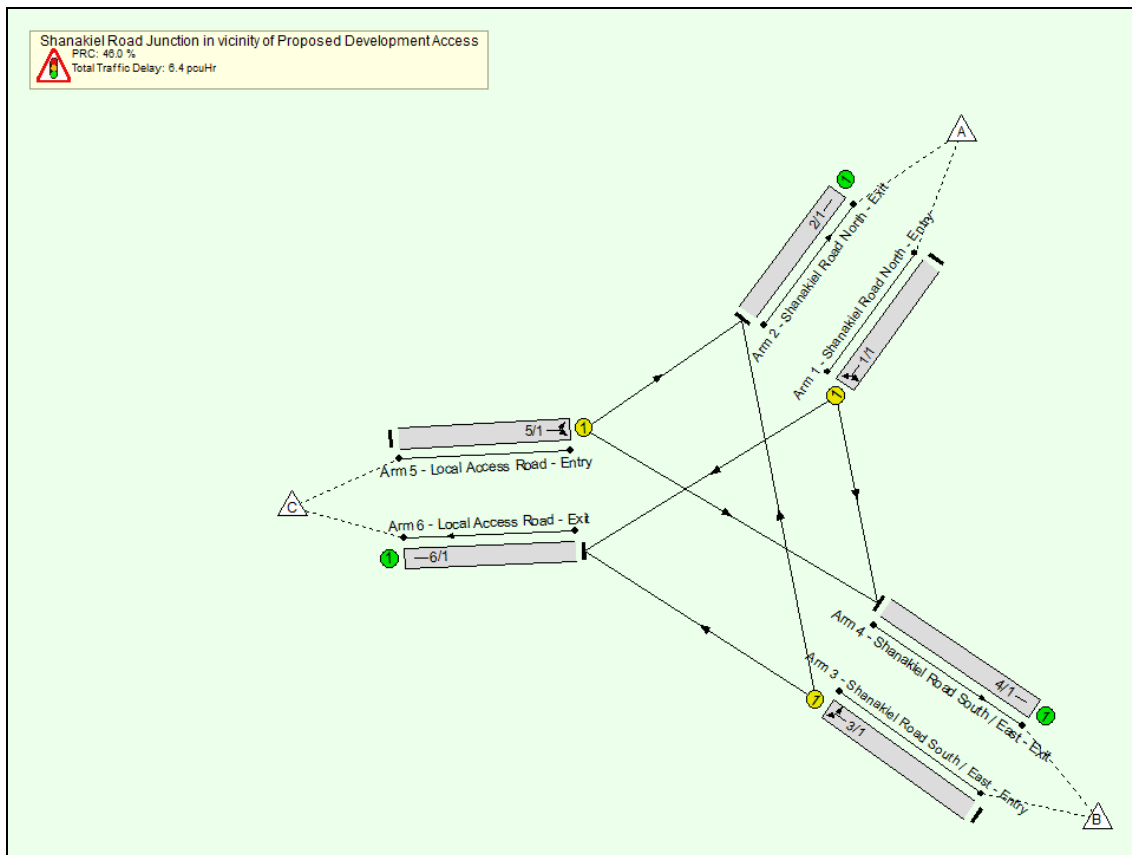 Shanakiel Road Junction in vicinity of Proposed Development Access
PRC: 46.0 %
Total Traffic Delay: 6.4 pcuHr
A
1
2/1
Arm 2 - Shanakiel Road North - Exit
Arm 1 - Shanakiel Road North - Entry
1/1
1
5/1
1
Arm 5 - Local Access Road - Entry
C
Arm 6 - Local Access Road - Exit
1
6/1
Arm 4 - Shanakiel Road South / East - Exit
4/1
1
Arm 3 - Shanakiel Road South / East - Entry
1
3/1
B